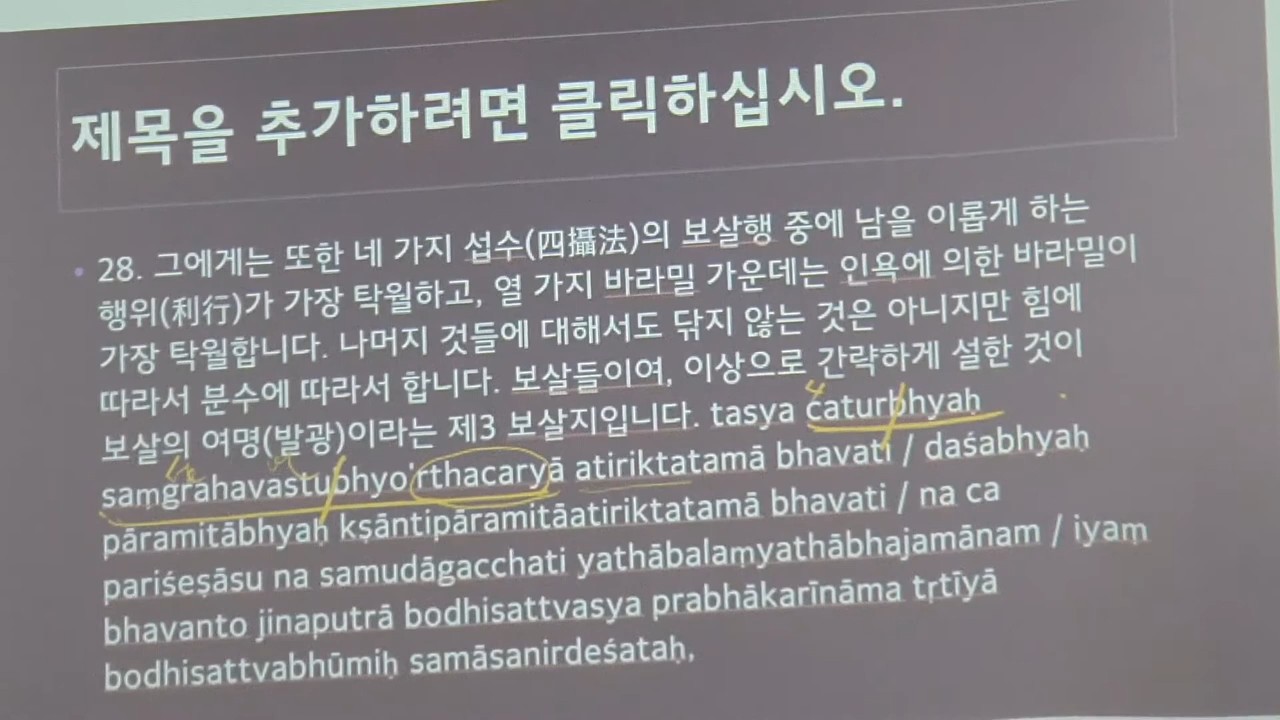 제목을 추가하려면 클릭하십시오.
• 28. 그에게는 또한 네 가지 섭수(四攝法)의 보살행 중에 남을 이롭게 하는
행위(利行)가 가장 탁월하고, 열 가지 바라밀 가운데는 인욕에 의한 바라밀이
가장 탁월합니다. 나머지 것들에 대해서도 닦지 않는 것은 아니지만 힘에
따라서 분수에 따라서 합니다. 보살들이여, 이상으로 간략하게 설한 것이
4
보살의 여명(발광)이라는 제3 보살지입니다. tasya caturbhyaḥ
saṃgrahavastubhyo'rthacaryā atiriktatamā bhavati / daśabhyaḥ
pāramitābhyaḥ kṣāntipāramitāatiriktatamā bhavati / na ca
pariśeṣāsu na samudāgacchati yathābalaṃyathābhajamānam / iyaṃ
bhavanto jinaputrā bodhisattvasya prabhākarīnāma tṛtīyā
bodhisattvabhūmiḥ samāsanirdeśataḥ,